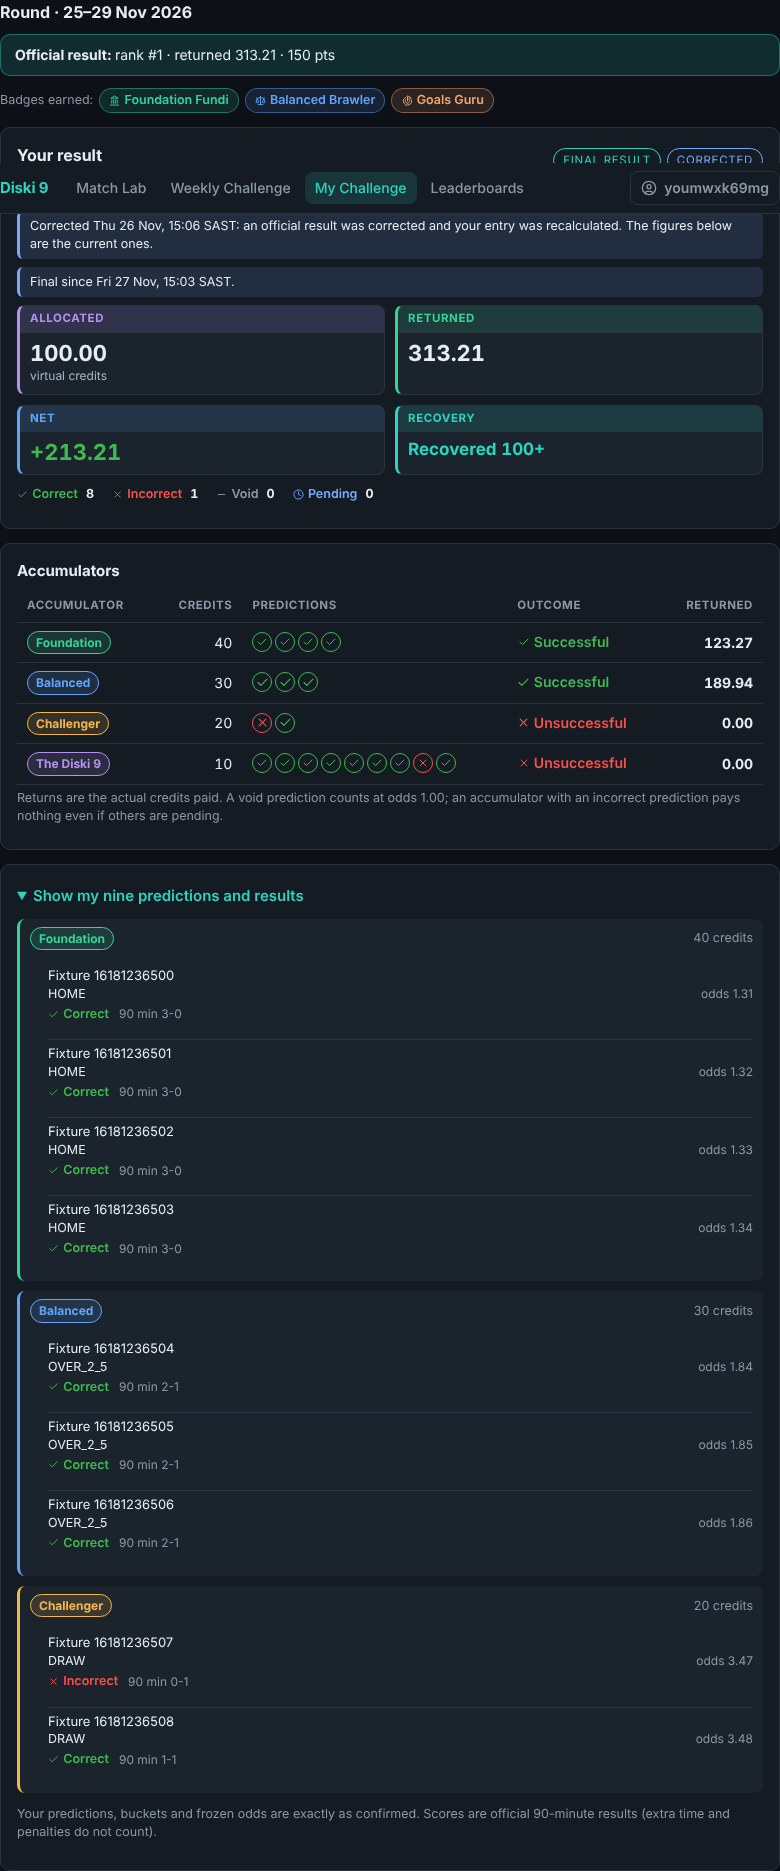 Round · 25–29 Nov 2026
Official result: rank #1 · returned 313.21 · 150 pts
Badges earned: Foundation Fundi Balanced Brawler Goals Guru
Your result FINAL RESULT CORRECTED
Diski 9 Match Lab Weekly Challenge My Challenge Leaderboards youmwxk69mg
Corrected Thu 26 Nov, 15:06 SAST: an official result was corrected and your entry was recalculated. The figures below
are the current ones.
Final since Fri 27 Nov, 15:03 SAST.
ALLOCATED RETURNED
100.00 313.21
virtual credits
NET RECOVERY
+213.21 Recovered 100+
Correct 8 Incorrect 1 Void 0 Pending 0
Accumulators
ACCUMULATOR CREDITS PREDICTIONS OUTCOME RETURNED
Foundation 40 Successful 123.27
Balanced 30 Successful 189.94
Challenger 20 Unsuccessful 0.00
The Diski 9 10 Unsuccessful 0.00
Returns are the actual credits paid. A void prediction counts at odds 1.00; an accumulator with an incorrect prediction pays
nothing even if others are pending.
▼ Show my nine predictions and results
Foundation 40 credits
Fixture 16181236500
HOME odds 1.31
Correct 90 min 3-0
Fixture 16181236501
HOME odds 1.32
Correct 90 min 3-0
Fixture 16181236502
HOME odds 1.33
Correct 90 min 3-0
Fixture 16181236503
HOME odds 1.34
Correct 90 min 3-0
Balanced 30 credits
Fixture 16181236504
OVER_2_5 odds 1.84
Correct 90 min 2-1
Fixture 16181236505
OVER_2_5 odds 1.85
Correct 90 min 2-1
Fixture 16181236506
OVER_2_5 odds 1.86
Correct 90 min 2-1
Challenger 20 credits
Fixture 16181236507
DRAW odds 3.47
Incorrect 90 min 0-1
Fixture 16181236508
DRAW odds 3.48
Correct 90 min 1-1
Your predictions, buckets and frozen odds are exactly as confirmed. Scores are official 90-minute results (extra time and
penalties do not count).